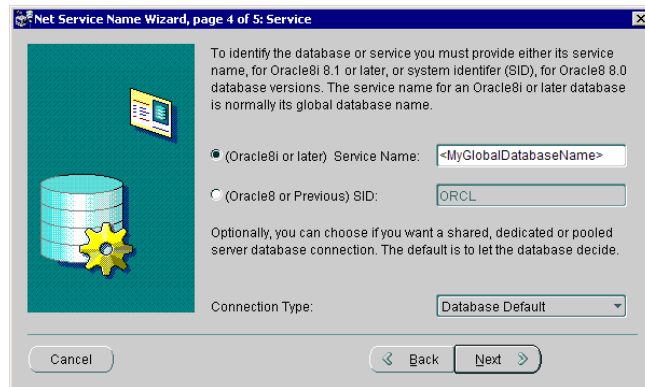 Net Service Name Wizard, page 4 of 5: Service
To identify the database or service you must provide either its service
name, for Oracle8i 8.1 or later, or system identifer (SID), for Oracle8 8.0
database versions. The service name for an Oracle8i or later database
is normally its global database name.
(Oracle8i or later) Service Name: <MyGlobalDatabaseName>
(Oracle8 or Previous) SID: ORCL
Optionally, you can choose if you want a shared, dedicated or pooled
server database connection. The default is to let the database decide.
Connection Type: Database Default
Cancel Back Next